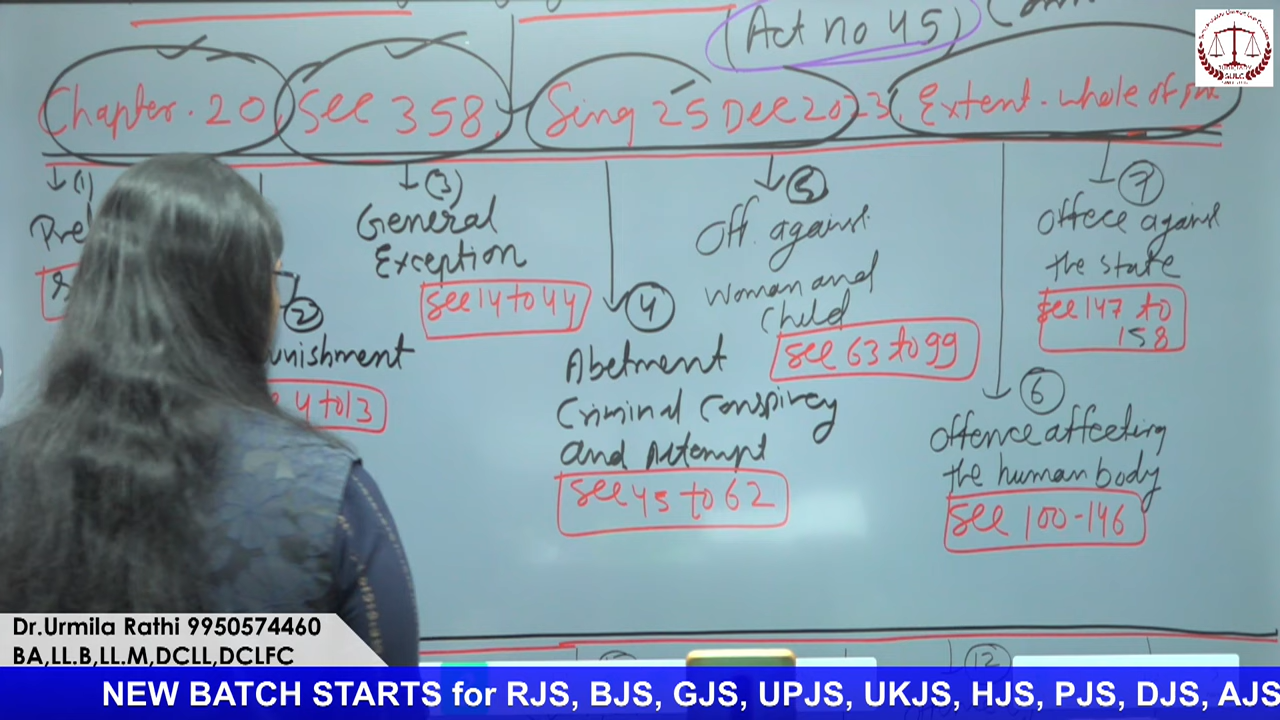 (Act no 45)
Chapter. 20
Sec 358.
Sing 25 Dec 2023.
Extent. whole of
(1)
(3)
General
Exception
Sec 14 to 44
(2)
unishment
4 to 13
(4)
Abetment
Criminal Conspiricy
and Attempt
Sec 45 to 62
(5)
Off. against
woman and
Child
Sec 63 to 99
(7)
Offece against
the state
Sec 147 to
158
(6)
Offence affecting
the human body
Sec 100-146
12
Dr.Urmila Rathi 9950574460
BA,LL.B,LL.M,DCLL,DCLFC
NEW BATCH STARTS for RJS, BJS, GJS, UPJS, UKJS, HJS, PJS, DJS, AJS